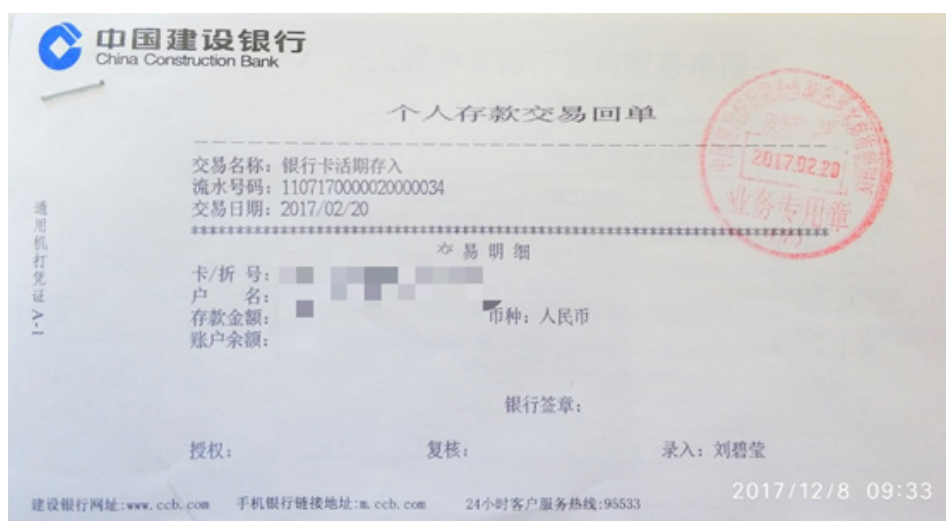 中国建设银行
China Construction Bank
个人存款交易回单
交易名称：银行卡活期存入
流水号码：1107170000020000034
交易日期：2017/02/20
2017.02.20
业务专用章
交易明细
卡/折 号：
户 名：
存款金额： 币种：人民币
账户余额：
银行签章：
授权： 复核： 录入：刘碧莹
通用机打凭证 A-1
建设银行网址:www.ccb.com 手机银行链接地址:m.ccb.com 24小时客户服务热线:95533
2017/12/8 09:33